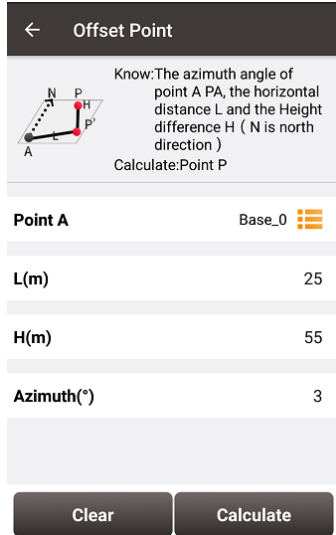 Offset Point
Know:The azimuth angle of
point A PA, the horizontal
distance L and the Height
difference H ( N is north
direction )
Calculate:Point P
N P
H
P'
L
A
Point A Base_0
L(m) 25
H(m) 55
Azimuth(°) 3
Clear Calculate